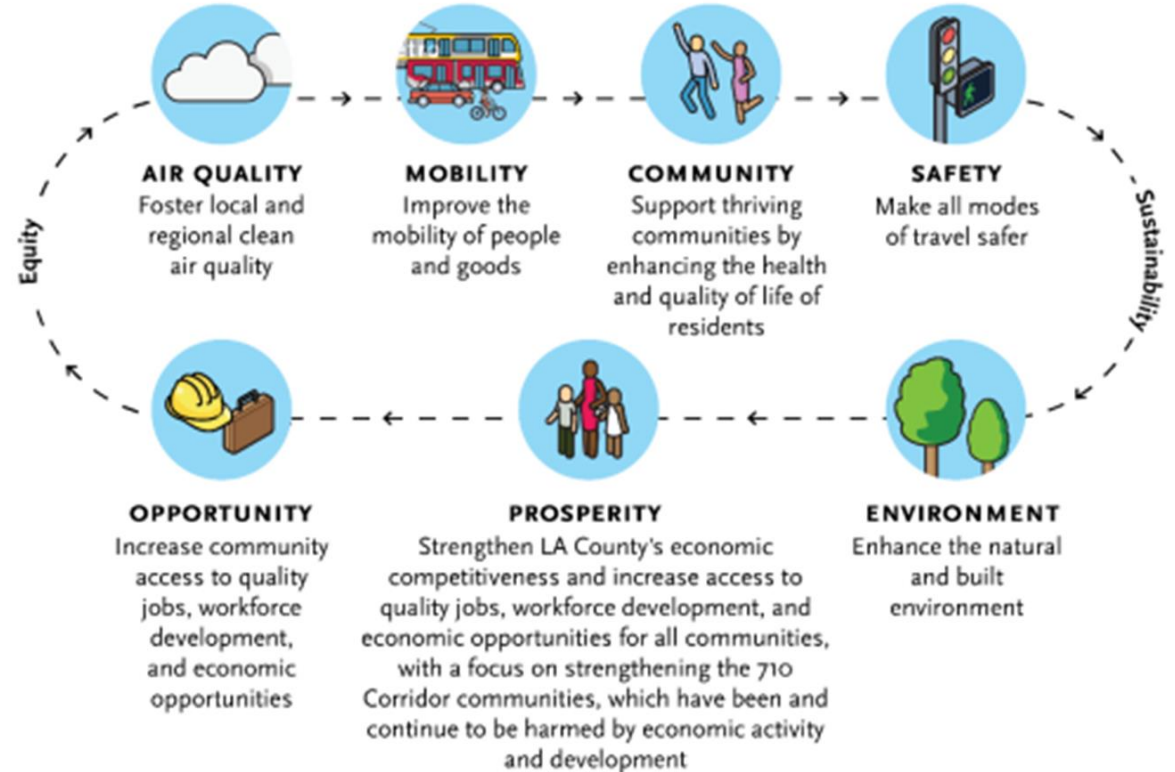 AIR QUALITY
Foster local and
regional clean
air quality
MOBILITY
Improve the
mobility of people
and goods
COMMUNITY
Support thriving
communities by
enhancing the health
and quality of life of
residents
SAFETY
Make all modes
of travel safer
Sustainability
ENVIRONMENT
Enhance the natural
and built
environment
PROSPERITY
Strengthen LA County's economic
competitiveness and increase access to
quality jobs, workforce development, and
economic opportunities for all communities,
with a focus on strengthening the 710
Corridor communities, which have been and
continue to be harmed by economic activity
and development
OPPORTUNITY
Increase community
access to quality
jobs, workforce
development,
and economic
opportunities
Equity